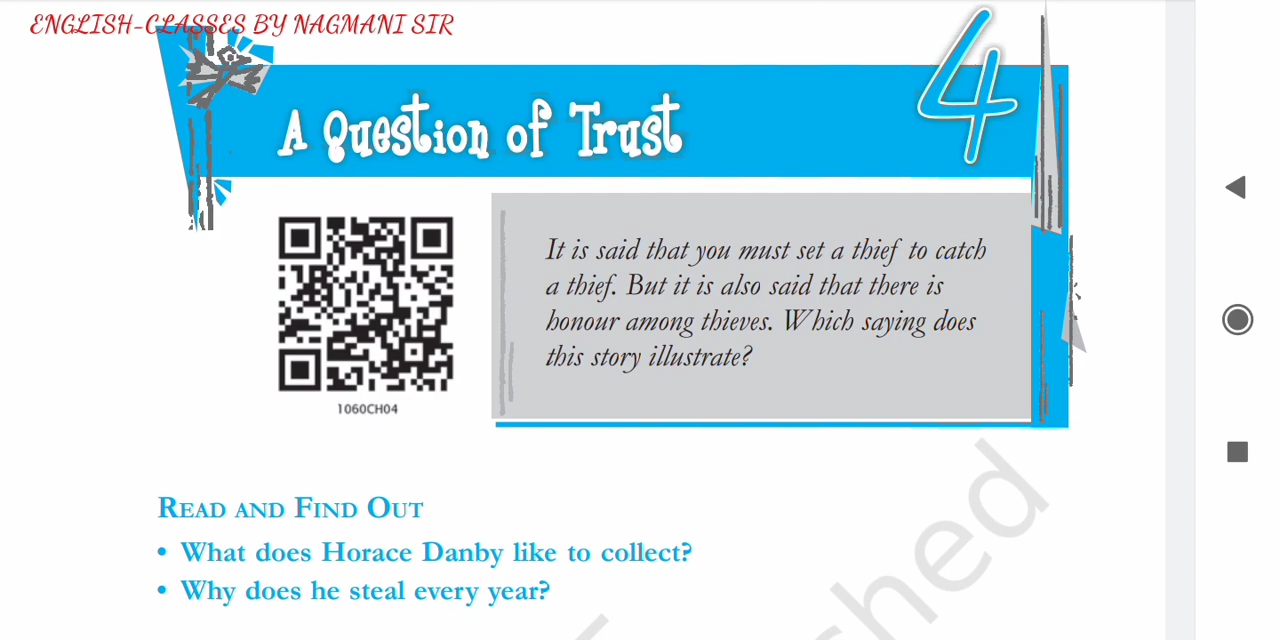 ENGLISH-CLASSES BY NAGMANI SIR
4
A Question of Trust
It is said that you must set a thief to catch
a thief. But it is also said that there is
honour among thieves. Which saying does
this story illustrate?
1060CH04
READ AND FIND OUT
• What does Horace Danby like to collect?
• Why does he steal every year?
shed